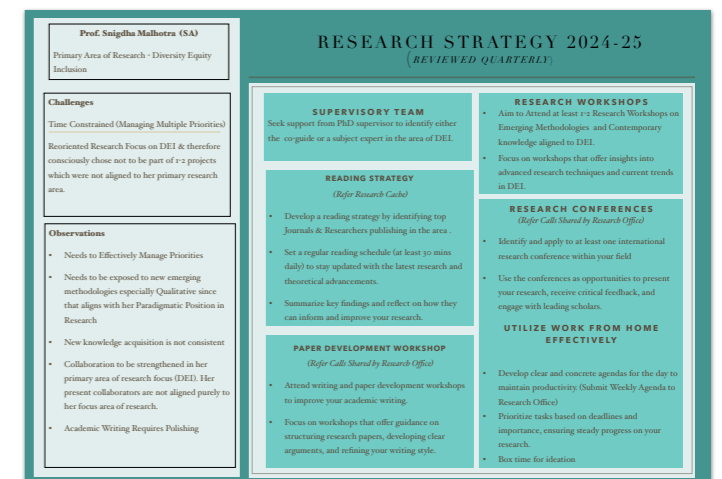 Prof. Snigdha Malhotra (SA)
Primary Area of Research - Diversity Equity
Inclusion
Challenges
Time Constrained (Managing Multiple Priorities)
Reoriented Research Focus on DEI & therefore
consciously chose not to be part of 1-2 projects
which were not aligned to her primary research
area.
Observations
• Needs to Effectively Manage Priorities
• Needs to be exposed to new emerging
methodologies especially Qualitative since
that aligns with her Paradigmatic Position in
Research
• New knowledge acquisition is not consistent
• Collaboration to be strengthened in her
primary area of research focus (DEI). Her
present collaborators are not aligned purely to
her focus area of research.
• Academic Writing Requires Polishing
RESEARCH STRATEGY 2024-25
(REVIEWED QUARTERLY)
SUPERVISORY TEAM
Seek support from PhD supervisor to identify either
the co-guide or a subject expert in the area of DEI.
READING STRATEGY
(Refer Research Cache)
• Develop a reading strategy by identifying top
Journals & Researchers publishing in the area .
• Set a regular reading schedule (at least 30 mins
daily) to stay updated with the latest research and
theoretical advancements.
• Summarize key findings and reflect on how they
can inform and improve your research.
PAPER DEVELOPMENT WORKSHOP
(Refer Calls Shared by Research Office)
• Attend writing and paper development workshops
to improve your academic writing.
• Focus on workshops that offer guidance on
structuring research papers, developing clear
arguments, and refining your writing style.
RESEARCH WORKSHOPS
• Aim to Attend at least 1-2 Research Workshops on
Emerging Methodologies and Contemporary
knowledge aligned to DEI.
• Focus on workshops that offer insights into
advanced research techniques and current trends
in DEI.
RESEARCH CONFERENCES
(Refer Calls Shared by Research Office)
• Identify and apply to at least one international
research conference within your field
• Use the conferences as opportunities to present
your research, receive critical feedback, and
engage with leading scholars.
UTILIZE WORK FROM HOME
EFFECTIVELY
• Develop clear and concrete agendas for the day to
maintain productivity. (Submit Weekly Agenda to
Research Office)
• Prioritize tasks based on deadlines and
importance, ensuring steady progress on your
research.
• Box time for ideation